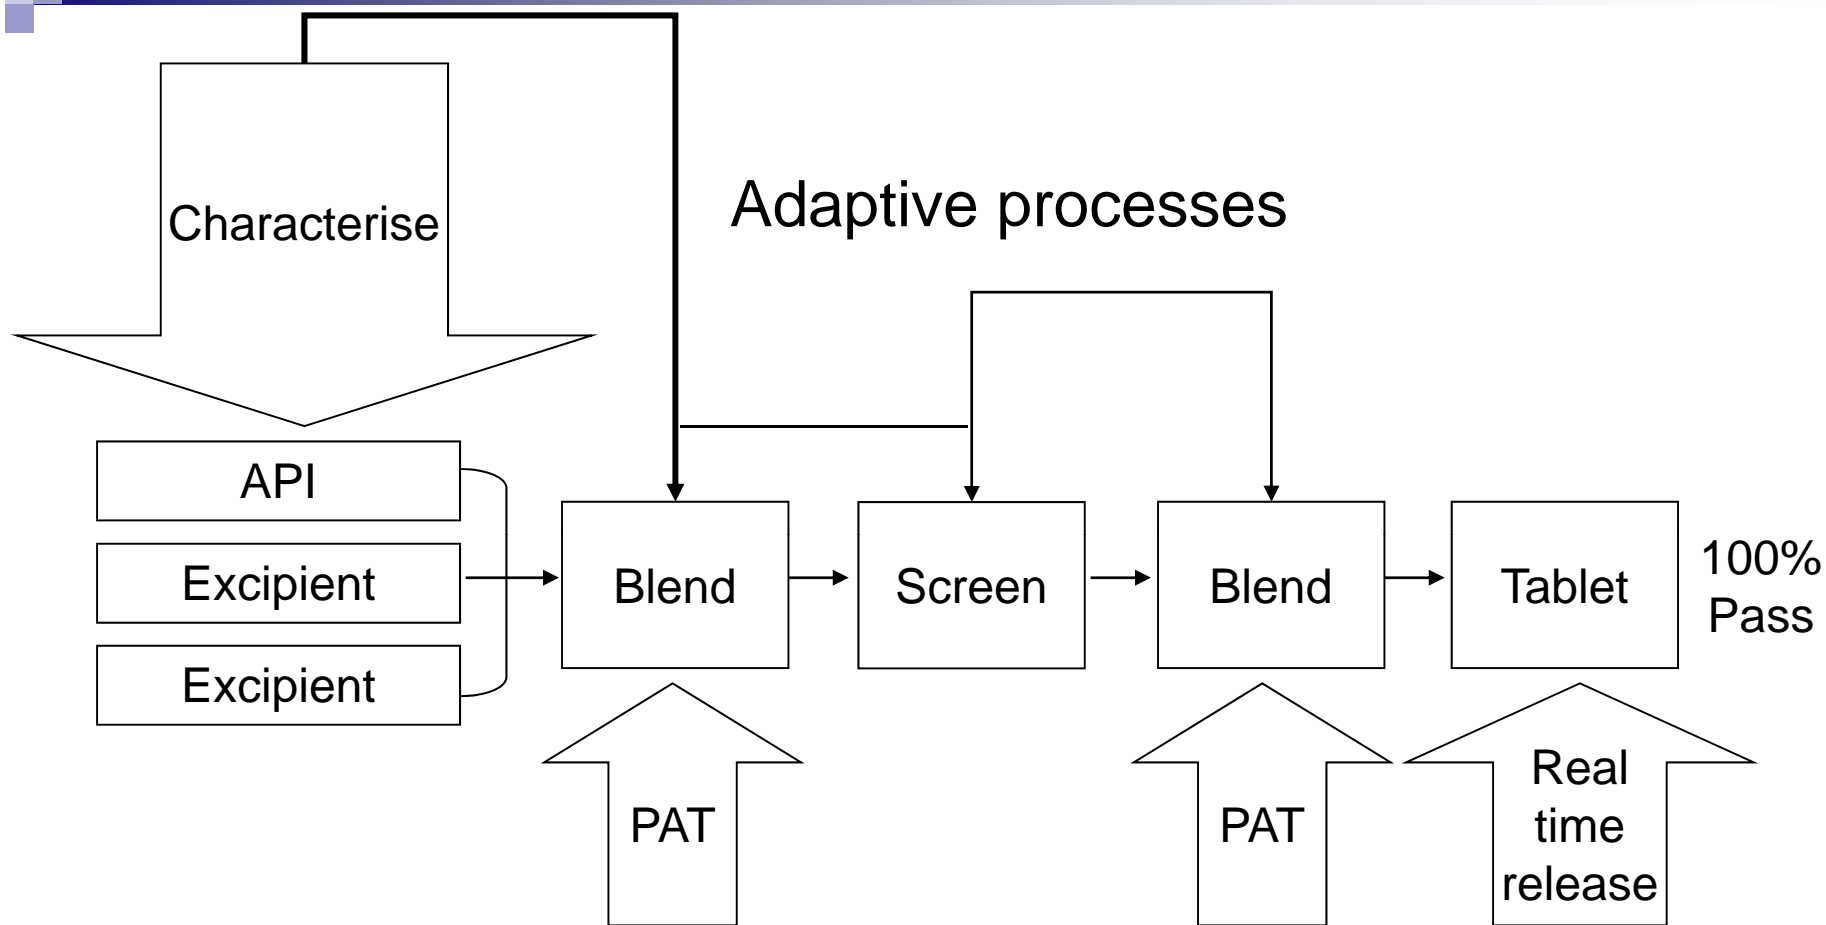 Characterise
Adaptive processes
API
Excipient
Excipient
Blend
Screen
Blend
Tablet
100%
Pass
PAT
PAT
Real
time
release